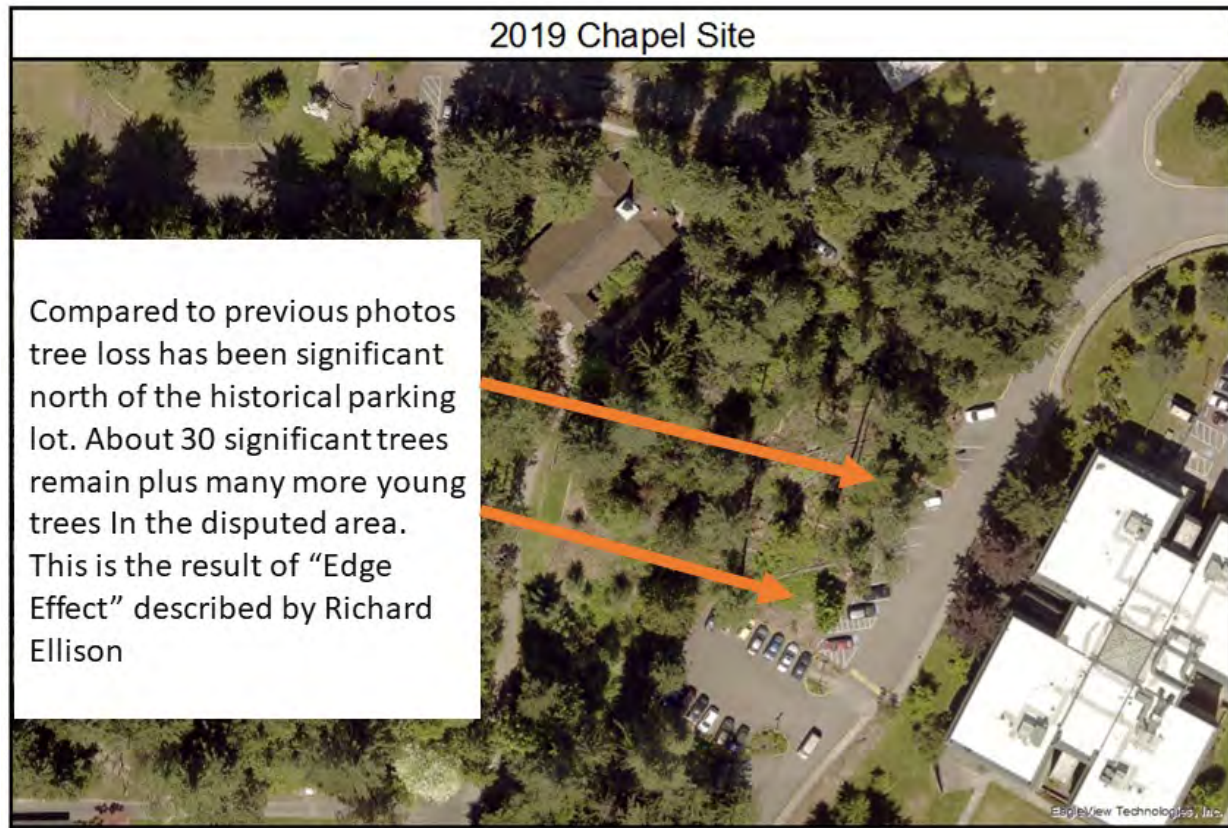 2019 Chapel Site
Compared to previous photos
tree loss has been significant
north of the historical parking
lot. About 30 significant trees
remain plus many more young
trees In the disputed area.
This is the result of “Edge
Effect” described by Richard
Ellison
EagleView Technologies, Inc.